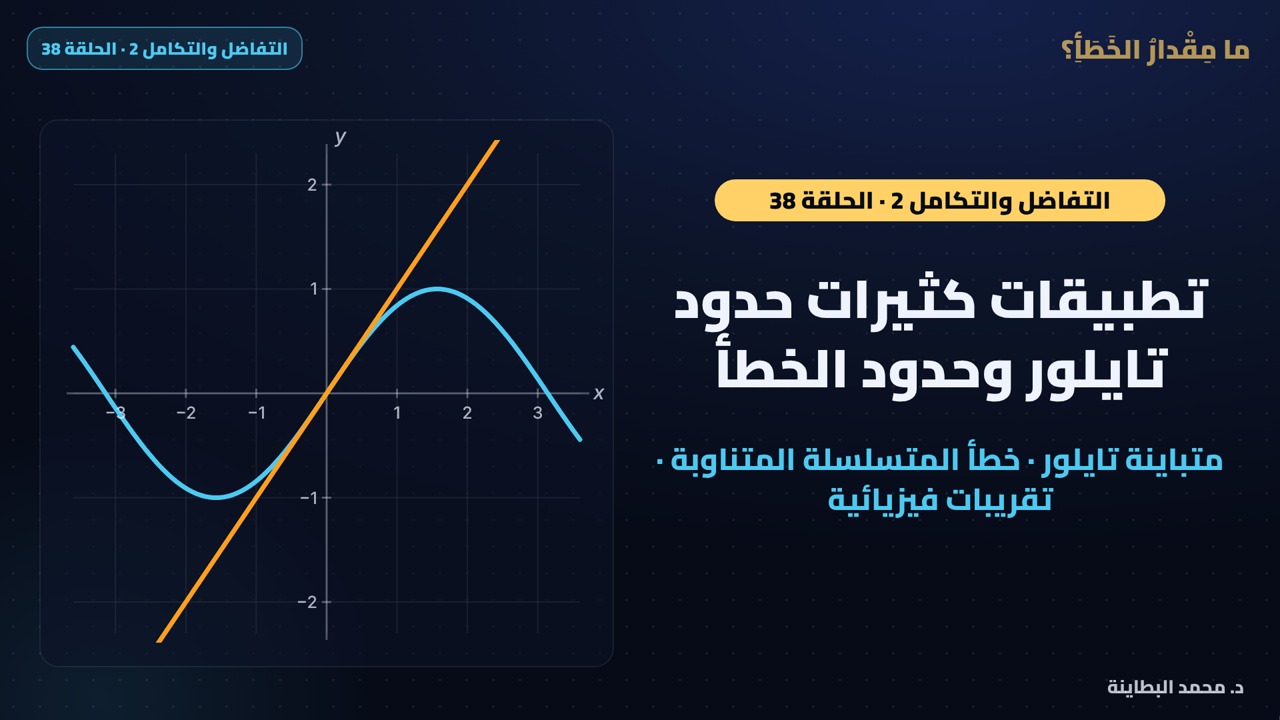 ما مِقْدارُ الخَطَأِ؟
التفاضل والتكامل 2 · الحلقة 38
التفاضل والتكامل 2 · الحلقة 38
تطبيقات كثيرات حدود
تايلور وحدود الخطأ
متباينة تايلور · خطأ المتسلسلة المتناوبة ·
تقريبات فيزيائية
y
2
1
x
−3 −2 −1 1 2 3
−1
−2
د. محمد البطاينة